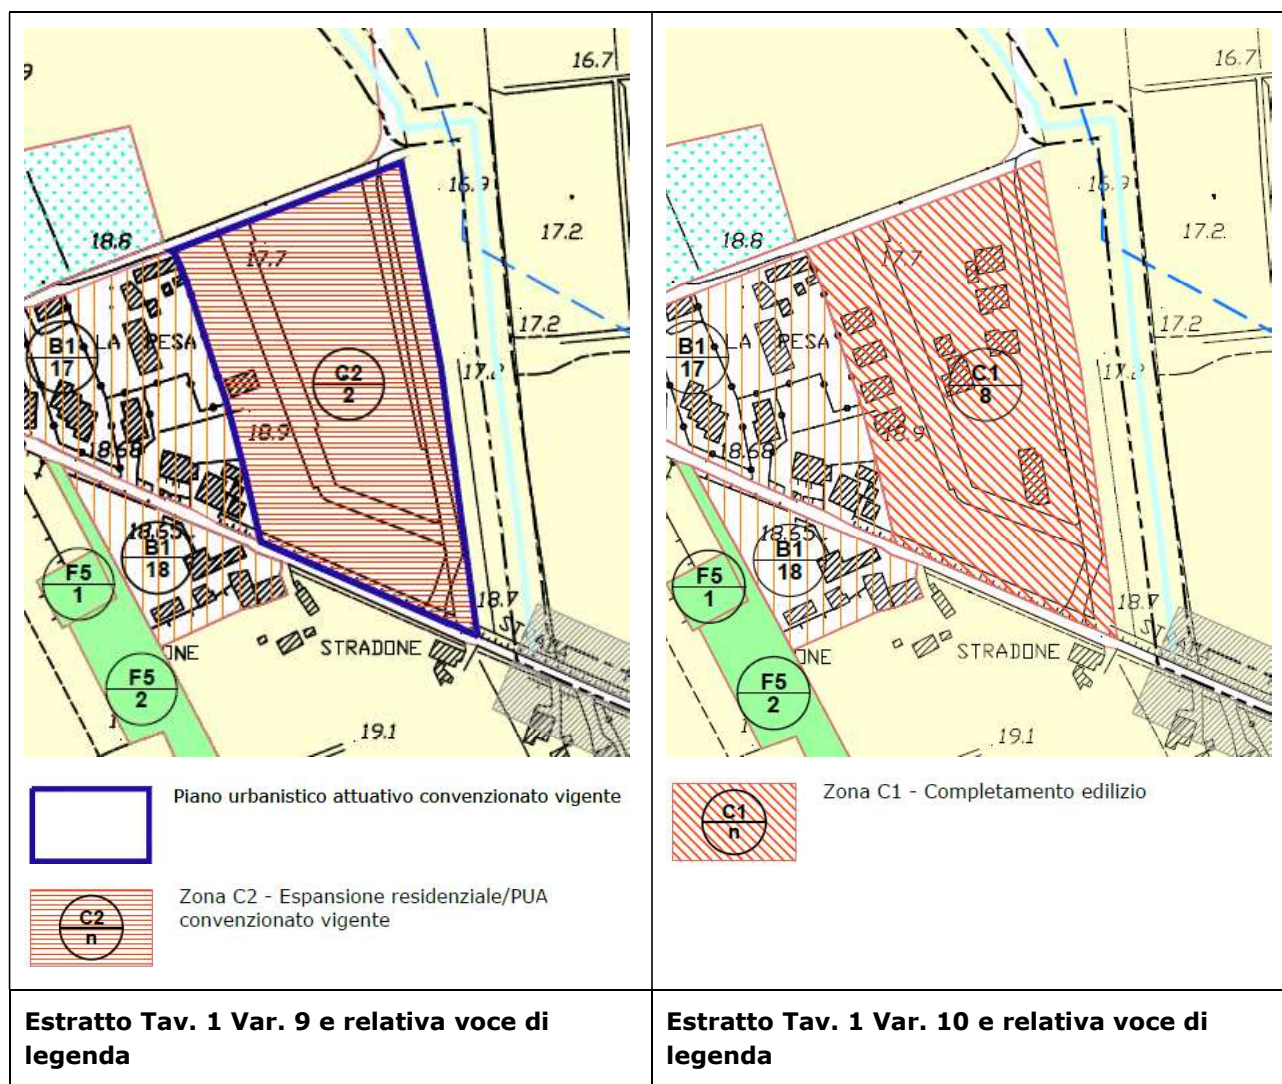 16.7
18.8
16.9
17.2
17.7
17.2
B1
17
LA PESA
C2
2
17.2
18.9
18.68
18.55
B1
18
F5
1
18.7
STRADONE
F5
2
19.1
Piano urbanistico attuativo convenzionato vigente
C2
n
Zona C2 - Espansione residenziale/PUA
convenzionato vigente
Estratto Tav. 1 Var. 9 e relativa voce di
legenda
16.7
18.8
16.9
17.2
17.7
17.2
B1
17
LA PESA
C1
8
17.2
18.9
18.68
18.55
B1
18
F5
1
18.7
STRADONE
F5
2
19.1
C1
n
Zona C1 - Completamento edilizio
Estratto Tav. 1 Var. 10 e relativa voce di
legenda